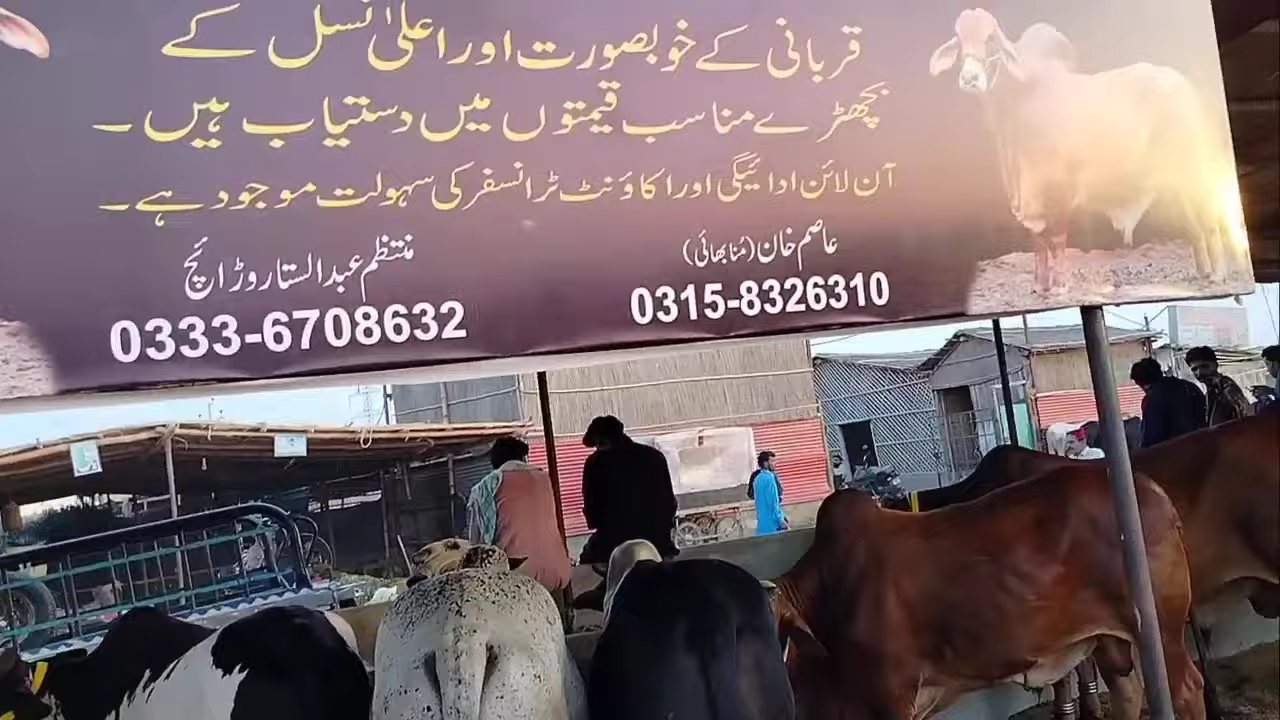 قربانی کے خوبصورت اور اعلیٰ نسل کے
بچھڑے مناسب قیمتوں میں دستیاب ہیں۔
آن لائن ادائیگی اور اکاؤنٹ ٹرانسفر کی سہولت موجود ہے۔
عاصم خان (مُنا بھائی)
0315-8326310
منتظم عبدالستار وڑائچ
0333-6708632